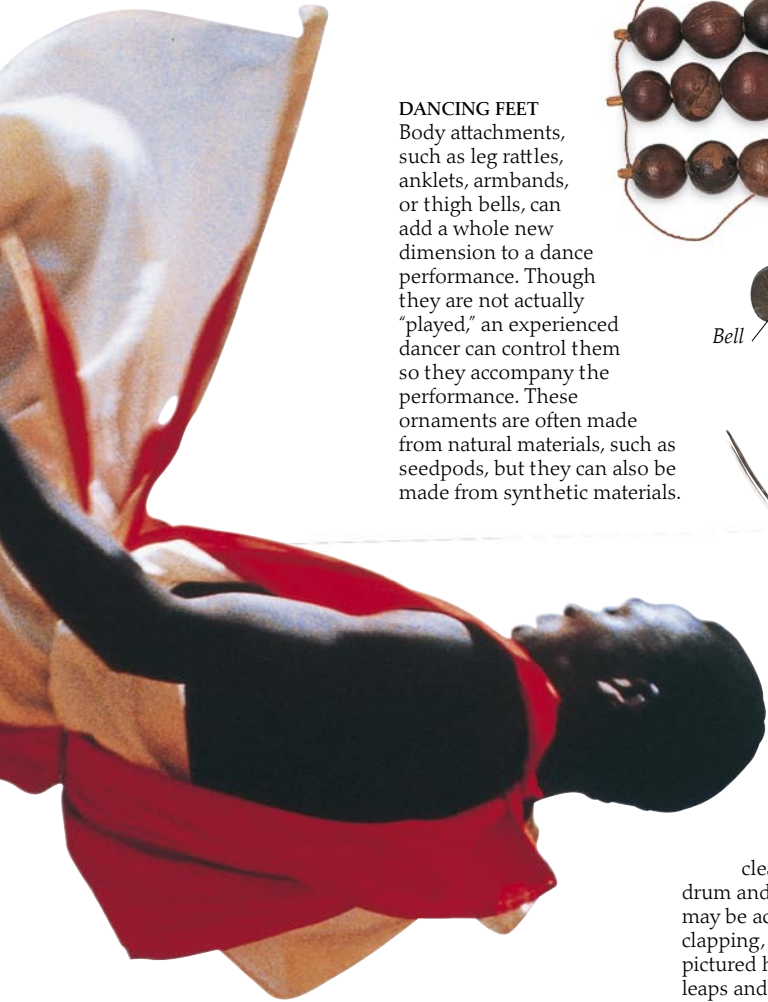 DANCING FEET
Body attachments,
such as leg rattles,
anklets, armbands,
or thigh bells, can
add a whole new
dimension to a dance
performance. Though
they are not actually
“played,” an experienced
dancer can control them
so they accompany the
performance. These
ornaments are often made
from natural materials, such as
seedpods, but they can also be
made from synthetic materials.
Bell
drum and
may be
clapping,
pictured
leaps and